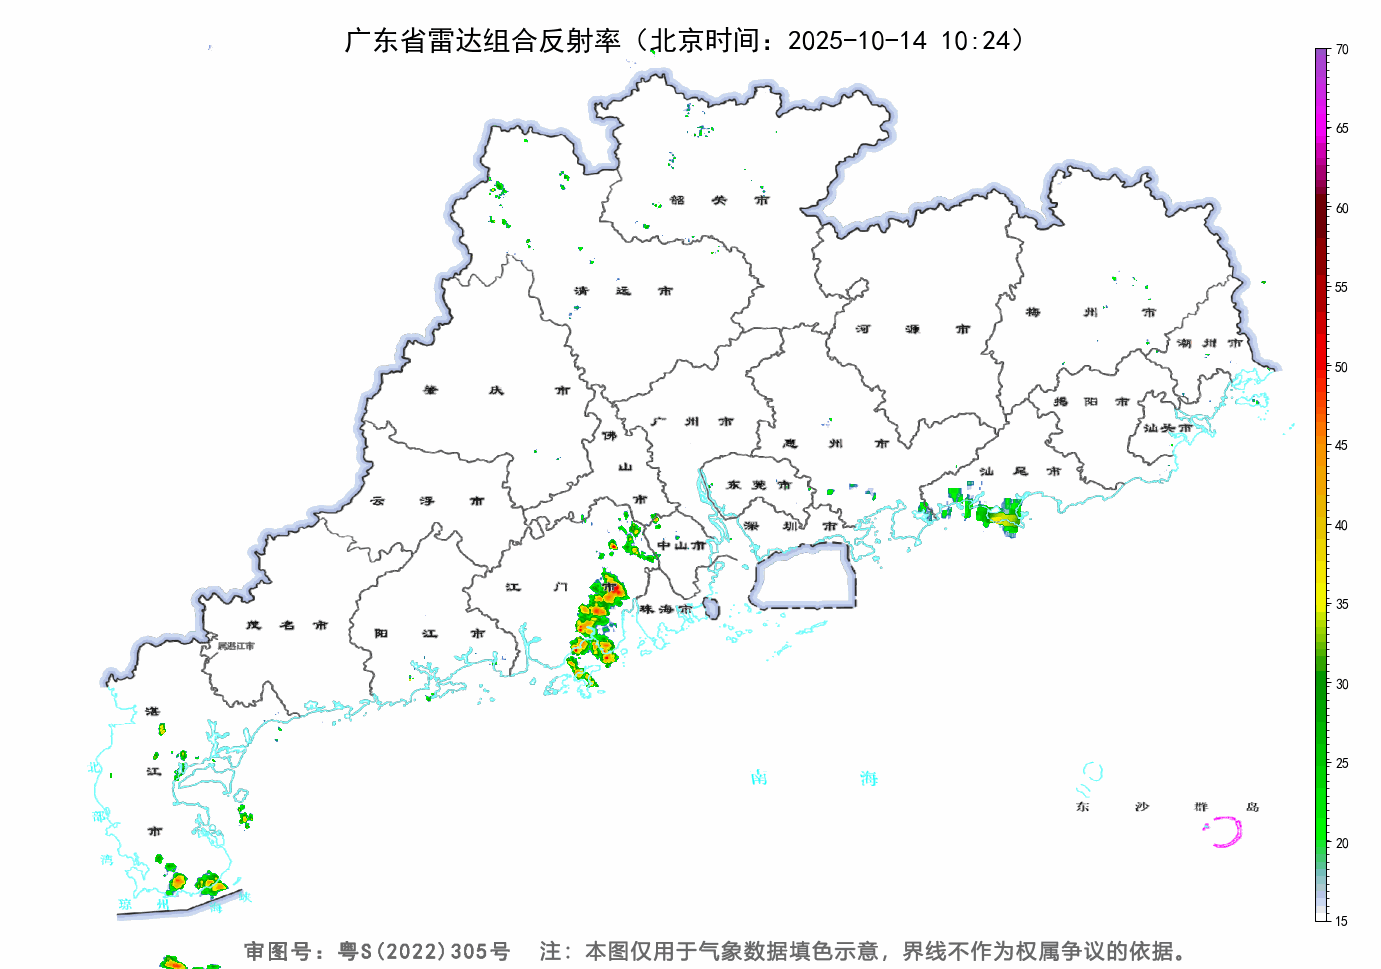 广东省雷达组合反射率（北京时间：2025-10-14 10:24）
70
65
60
55
50
45
40
35
30
25
20
15
韶关市
清远市
河源市
梅州市
潮州市
肇庆市
广州市
佛山市
惠州市
揭阳市
汕头市
汕尾市
云浮市
东莞市
深圳市
中山市
江门市
珠海市
茂名市
阳江市
属湛江市
湛江市
北部湾
琼州海峡
南海
东沙群岛
审图号：粤S(2022)305号 注：本图仅用于气象数据填色示意，界线不作为权属争议的依据。